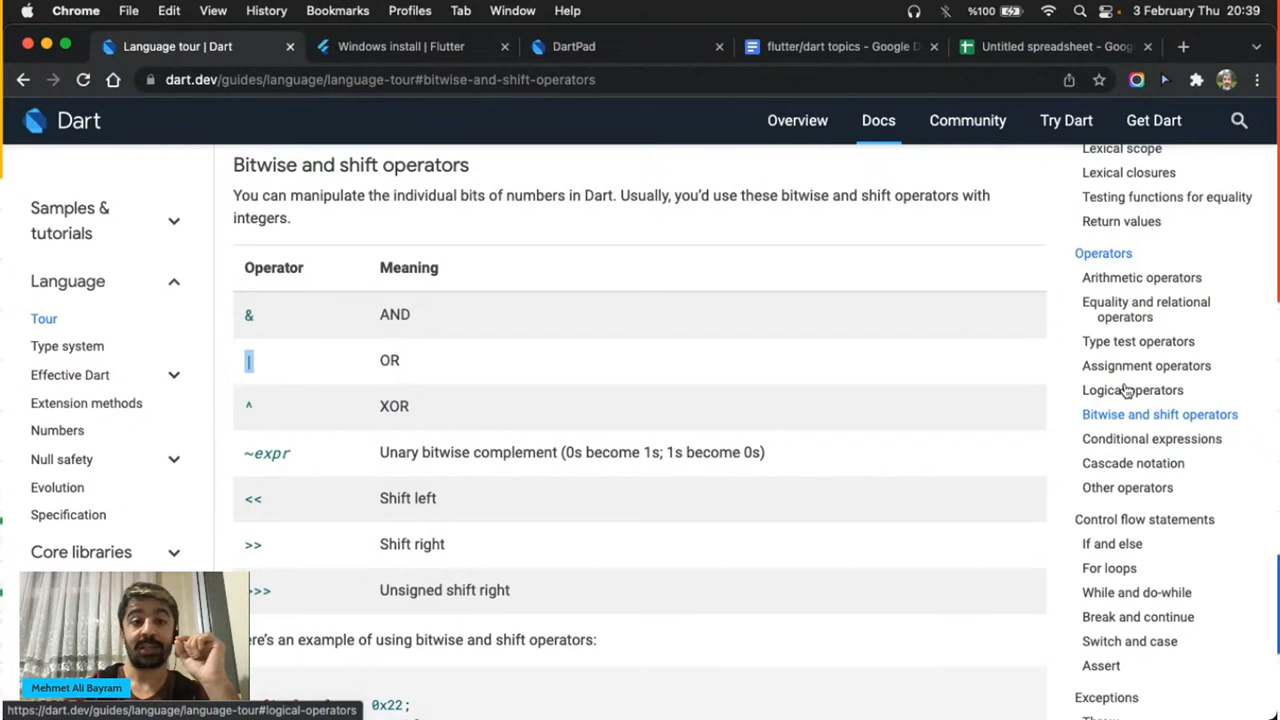 Chrome File Edit View History Bookmarks Profiles Tab Window Help %100 3 February Thu 20:39
Language tour | Dart Windows install | Flutter DartPad flutter/dart topics - Google D Untitled spreadsheet - Goog
dart.dev/guides/language/language-tour#bitwise-and-shift-operators
Dart Overview Docs Community Try Dart Get Dart
Samples &
tutorials
Language
Tour
Type system
Effective Dart
Extension methods
Numbers
Null safety
Evolution
Specification
Core libraries
Bitwise and shift operators
You can manipulate the individual bits of numbers in Dart. Usually, you’d use these bitwise and shift operators with
integers.
Operator Meaning
& AND
| OR
^ XOR
~expr Unary bitwise complement (0s become 1s; 1s become 0s)
<< Shift left
>> Shift right
>>> Unsigned shift right
ere’s an example of using bitwise and shift operators:
0x22;
Lexical scope
Lexical closures
Testing functions for equality
Return values
Operators
Arithmetic operators
Equality and relational
operators
Type test operators
Assignment operators
Logical operators
Bitwise and shift operators
Conditional expressions
Cascade notation
Other operators
Control flow statements
If and else
For loops
While and do-while
Break and continue
Switch and case
Assert
Exceptions
Mehmet Ali Bayram
https://dart.dev/guides/language/language-tour#logical-operators